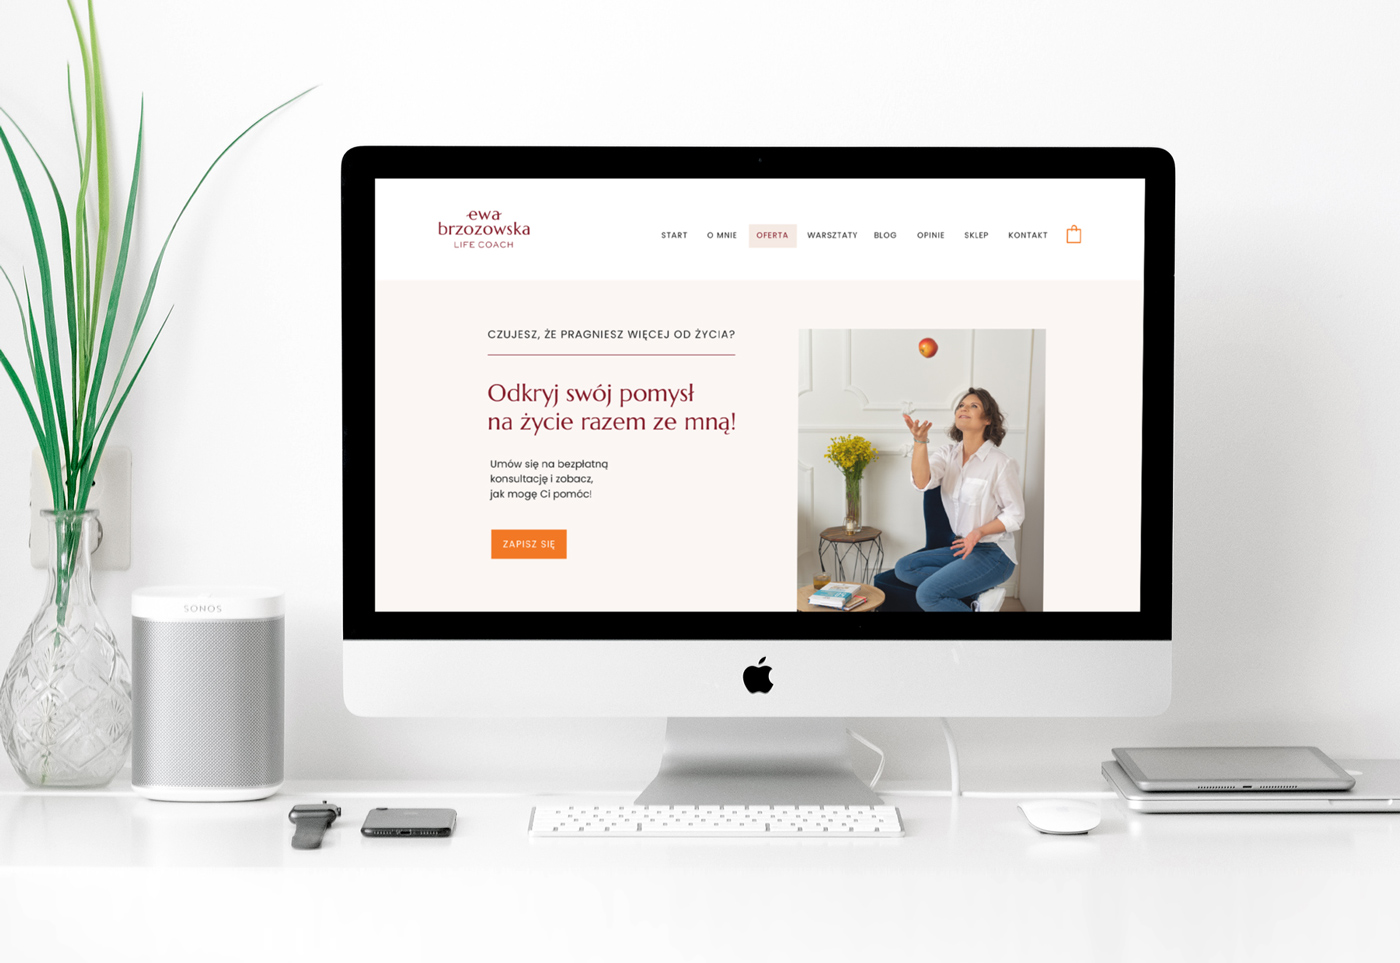 ewa
brzozowska
LIFE COACH
START O MNIE OFERTA WARSZTATY BLOG OPINIE SKLEP KONTAKT
CZUJESZ, ŻE PRAGNIESZ WIĘCEJ OD ŻYCIA?
Odkryj swój pomysł
na życie razem ze mną!
Umów się na bezpłatną
konsultację i zobacz,
jak mogę Ci pomóc!
ZAPISZ SIĘ
SONOS